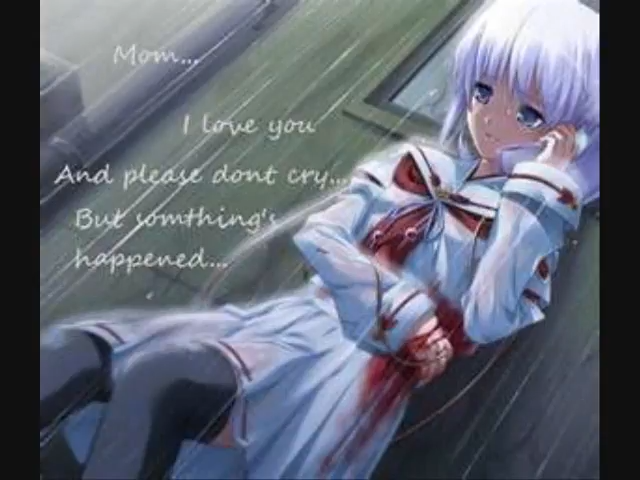 Mom...
I love you
And please dont cry...
But somthing's
happened...